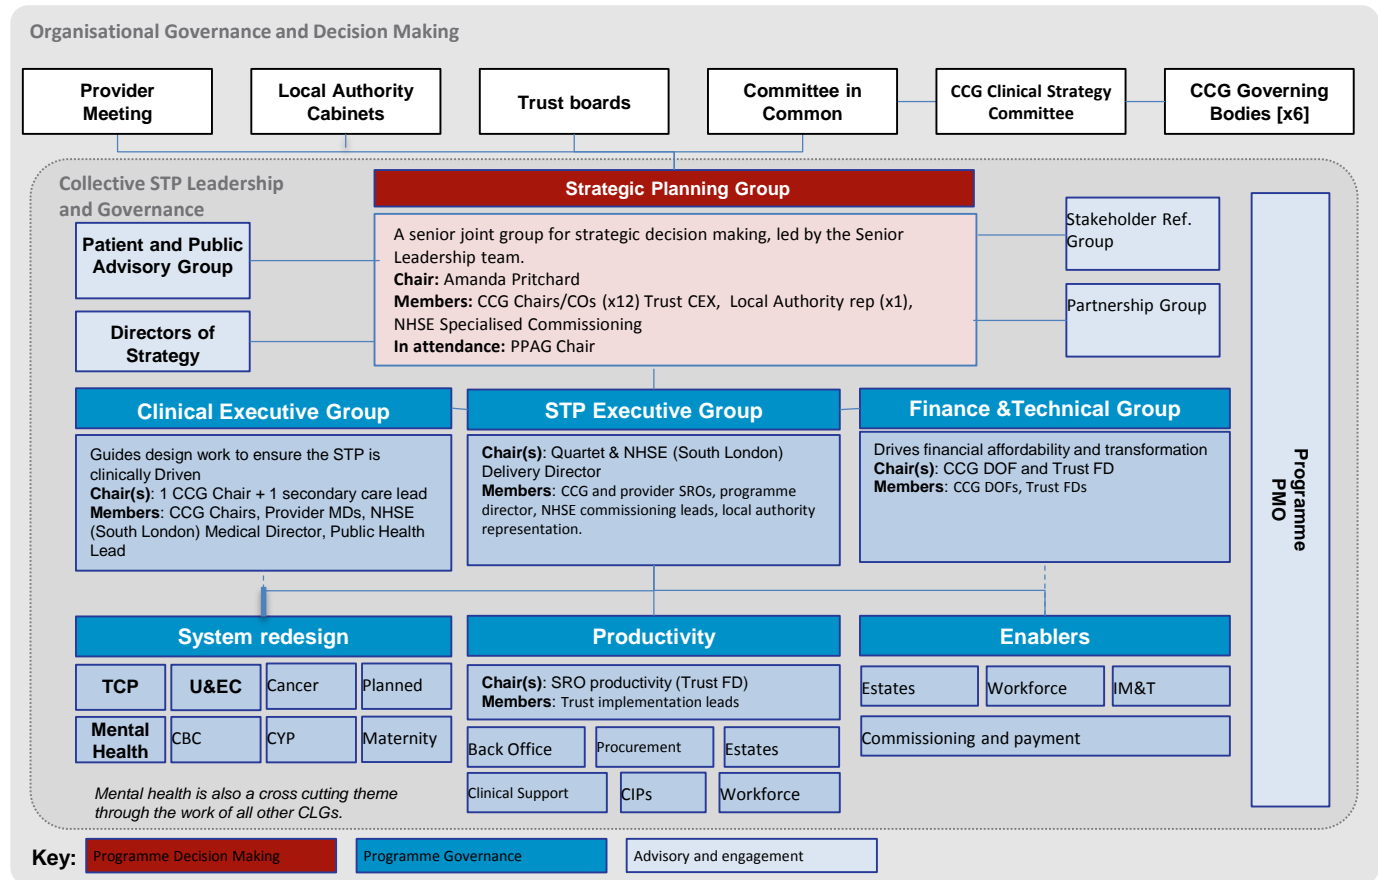 Organisational Governance and Decision Making
Provider
Meeting
Local Authority
Cabinets
Trust boards
Committee in
Common
CCG Clinical Strategy
Committee
CCG Governing
Bodies [x6]
Collective STP Leadership
and Governance
Strategic Planning Group
A senior joint group for strategic decision making, led by the Senior
Leadership team.
Chair: Amanda Pritchard
Members: CCG Chairs/COs (x12) Trust CEX, Local Authority rep (x1),
NHSE Specialised Commissioning
In attendance: PPAG Chair
Patient and Public
Advisory Group
Directors of
Strategy
Stakeholder Ref.
Group
Partnership Group
Programme
PMO
Clinical Executive Group
Guides design work to ensure the STP is
clinically Driven
Chair(s): 1 CCG Chair + 1 secondary care lead
Members: CCG Chairs, Provider MDs, NHSE
(South London) Medical Director, Public Health
Lead
STP Executive Group
Chair(s): Quartet & NHSE (South London)
Delivery Director
Members: CCG and provider SROs, programme
director, NHSE commissioning leads, local authority
representation.
Finance &Technical Group
Drives financial affordability and transformation
Chair(s): CCG DOF and Trust FD
Members: CCG DOFs, Trust FDs
System redesign
TCP
U&EC
Cancer
Planned
Mental
Health
CBC
CYP
Maternity
Mental health is also a cross cutting theme
through the work of all other CLGs.
Productivity
Chair(s): SRO productivity (Trust FD)
Members: Trust implementation leads
Back Office
Procurement
Estates
Clinical Support
CIPs
Workforce
Enablers
Estates
Workforce
IM&T
Commissioning and payment
Key:
Programme Decision Making
Programme Governance
Advisory and engagement